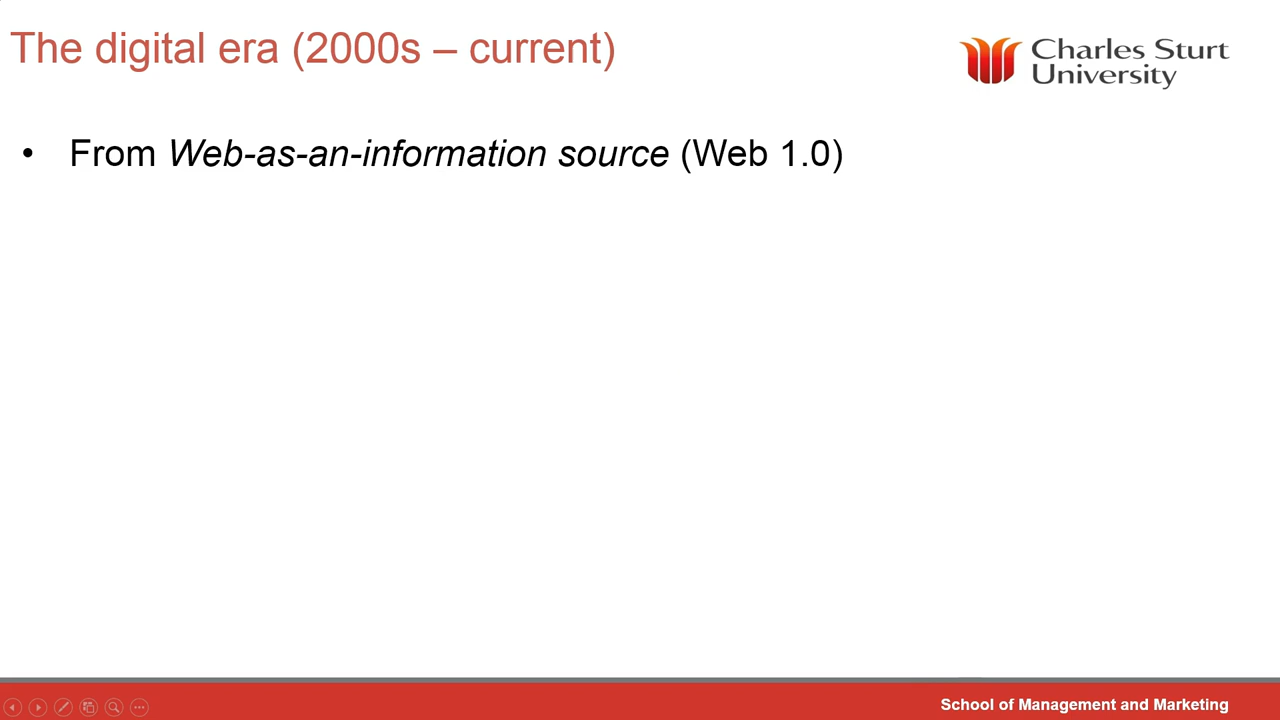 The digital era (2000s – current)
Charles Sturt
University
• From Web-as-an-information source (Web 1.0)
School of Management and Marketing